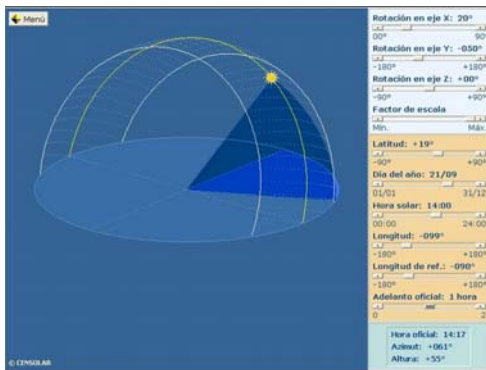 Menú
Rotación en eje X: 20°
00° 90°
Rotación en eje Y: -050°
-180° +180°
Rotación en eje Z: +00°
-90° +90°
Factor de escala
Mín. Máx.
Latitud: +19°
-90° +90°
Día del año: 21/09
01/01 31/12
Hora solar: 14:00
00:00 24:00
Longitud: -099°
-180° +180°
Longitud de ref.: -090°
-180° +180°
Adelanto oficial: 1 hora
0 2
Hora oficial: 14:17
Azimut: +061°
Altura: +55°
© CENSOLAR